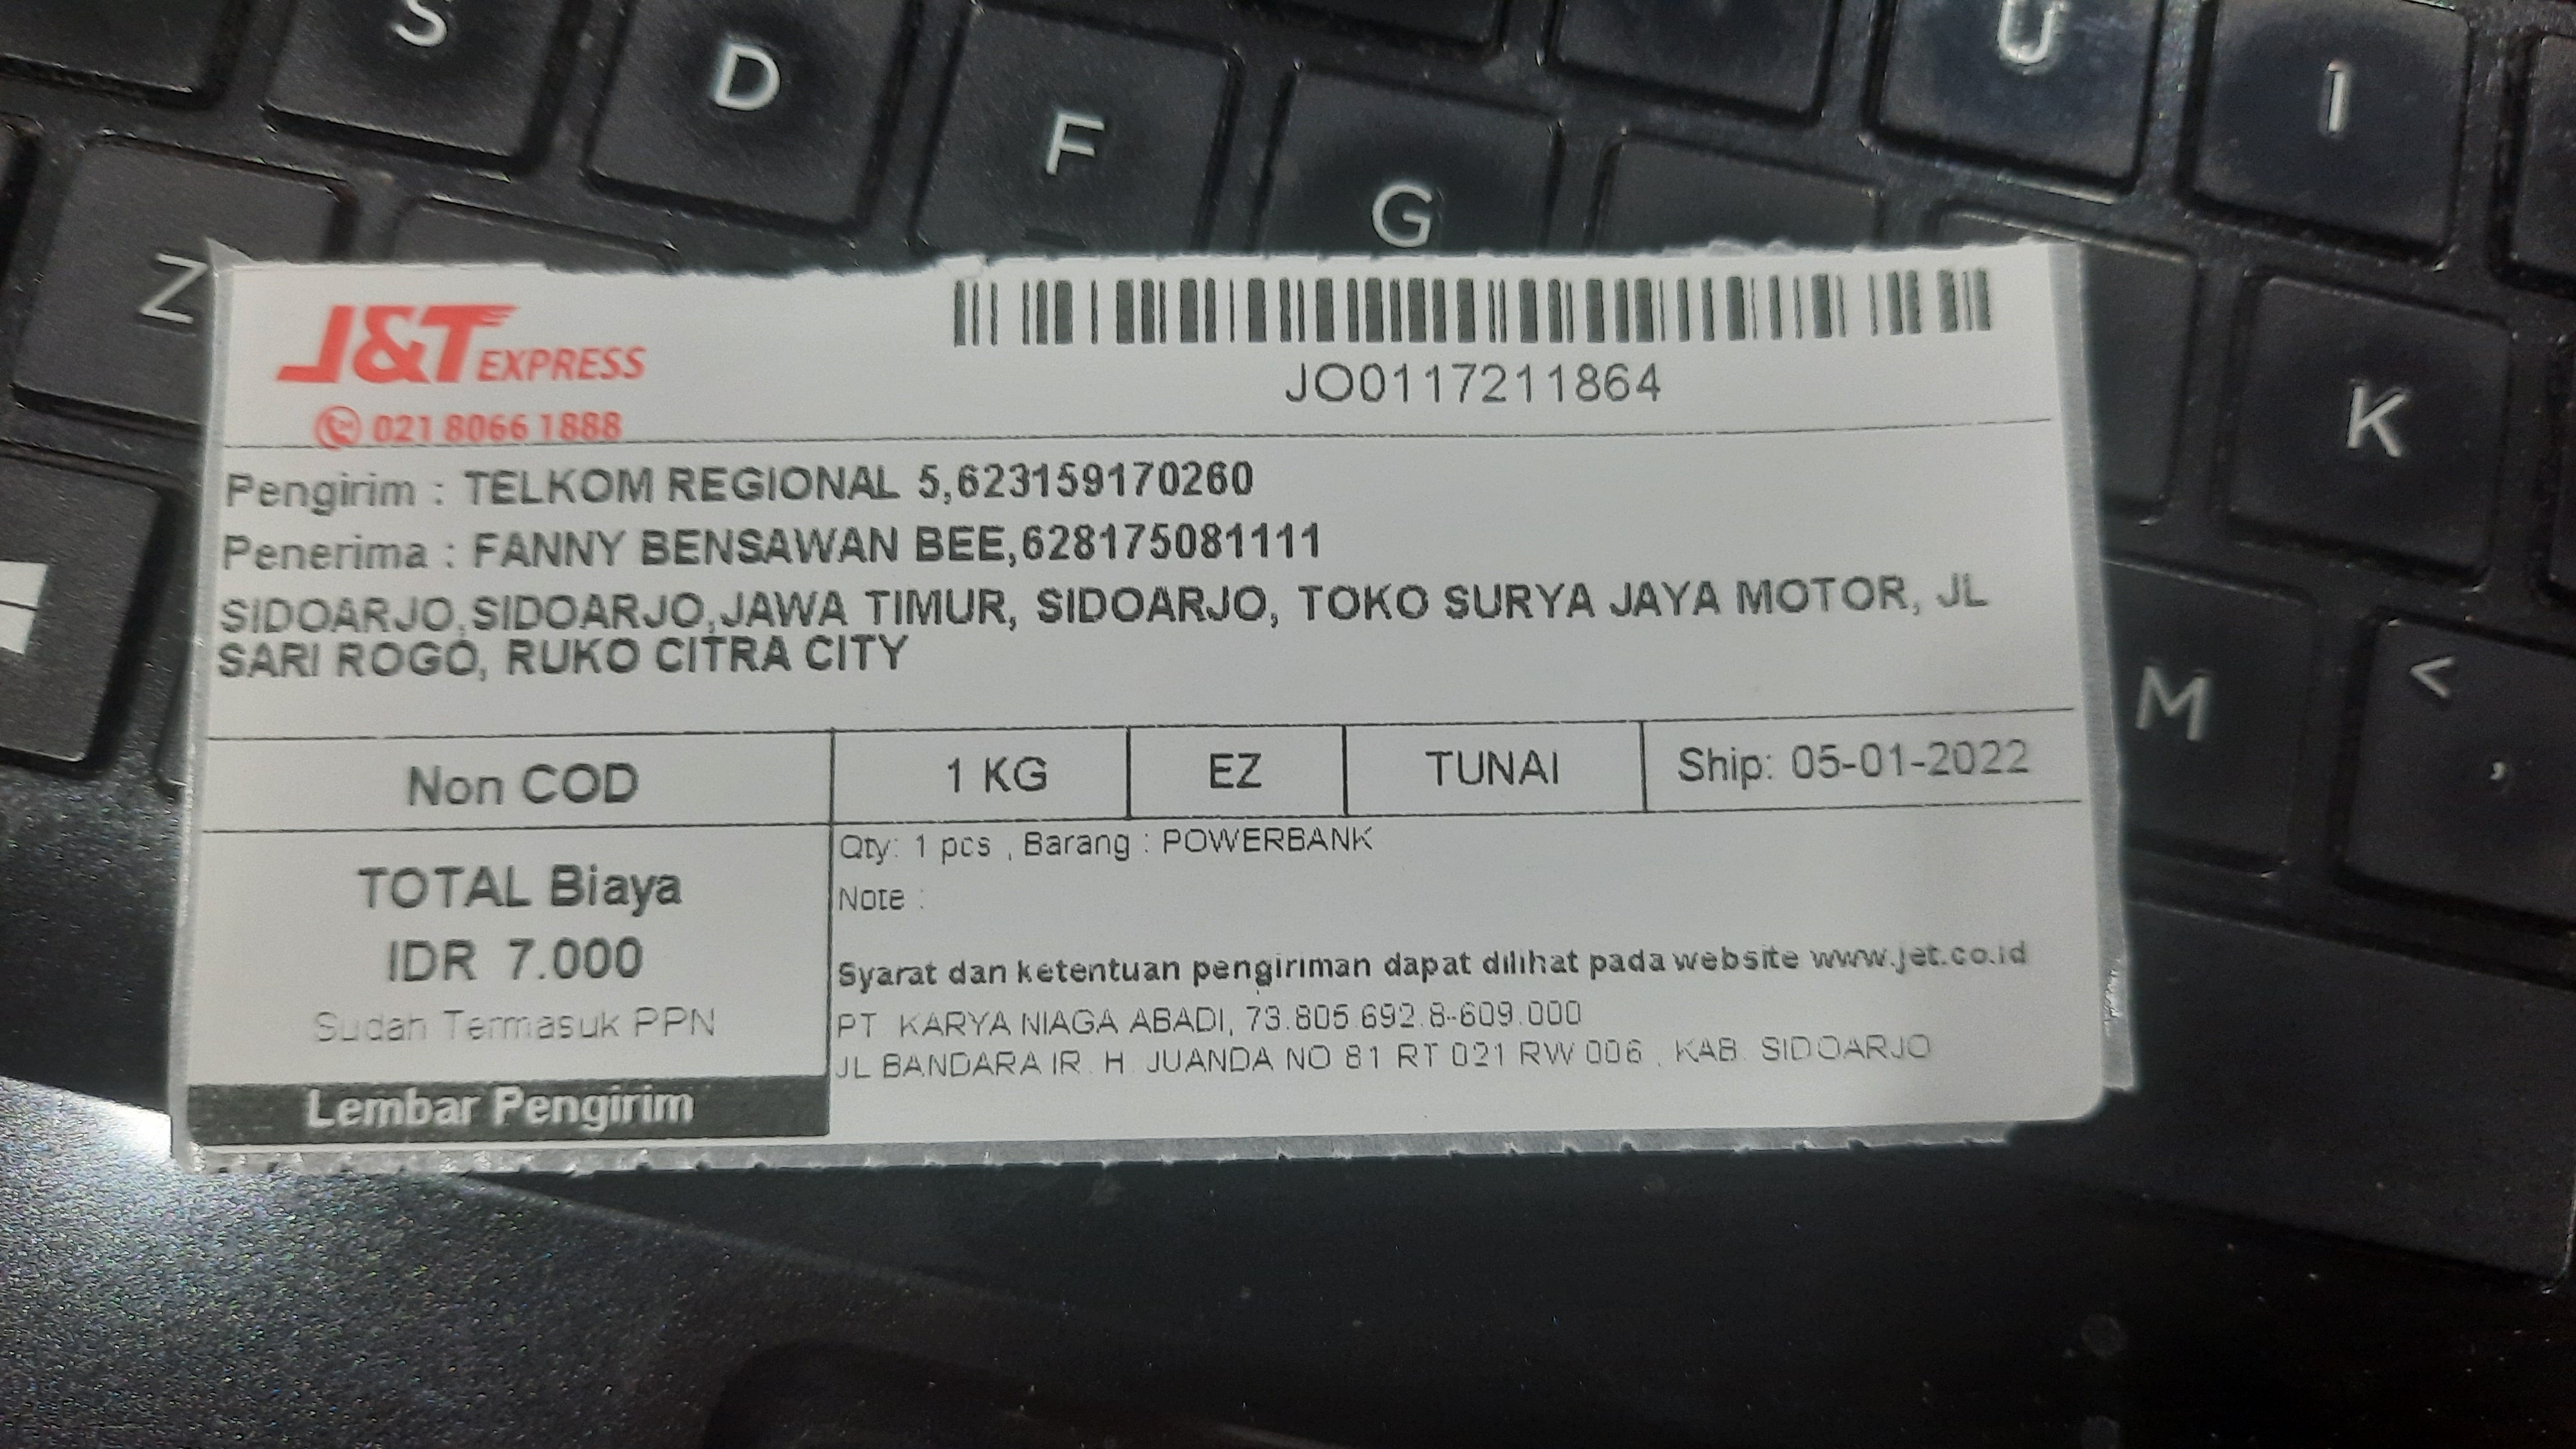 J&T EXPRESS
021 8066 1888
JO0117211864
Pengirim : TELKOM REGIONAL 5,623159170260
Penerima : FANNY BENSAWAN BEE,628175081111
SIDOARJO,SIDOARJO,JAWA TIMUR, SIDOARJO, TOKO SURYA JAYA MOTOR, JL
SARI ROGO, RUKO CITRA CITY
Non COD
1 KG
EZ
TUNAI
Ship: 05-01-2022
TOTAL Biaya
IDR 7.000
Sudah Termasuk PPN
Lembar Pengirim
Qty: 1 pcs , Barang : POWERBANK
Note :
Syarat dan ketentuan pengiriman dapat dilihat pada website www.jet.co.id
PT KARYA NIAGA ABADI, 73.805.692.8-609.000
JL BANDARA IR. H. JUANDA NO 81 RT 021 RW 006 , KAB. SIDOARJO
Z
S
D
F
G
U
I
M
K
<
,